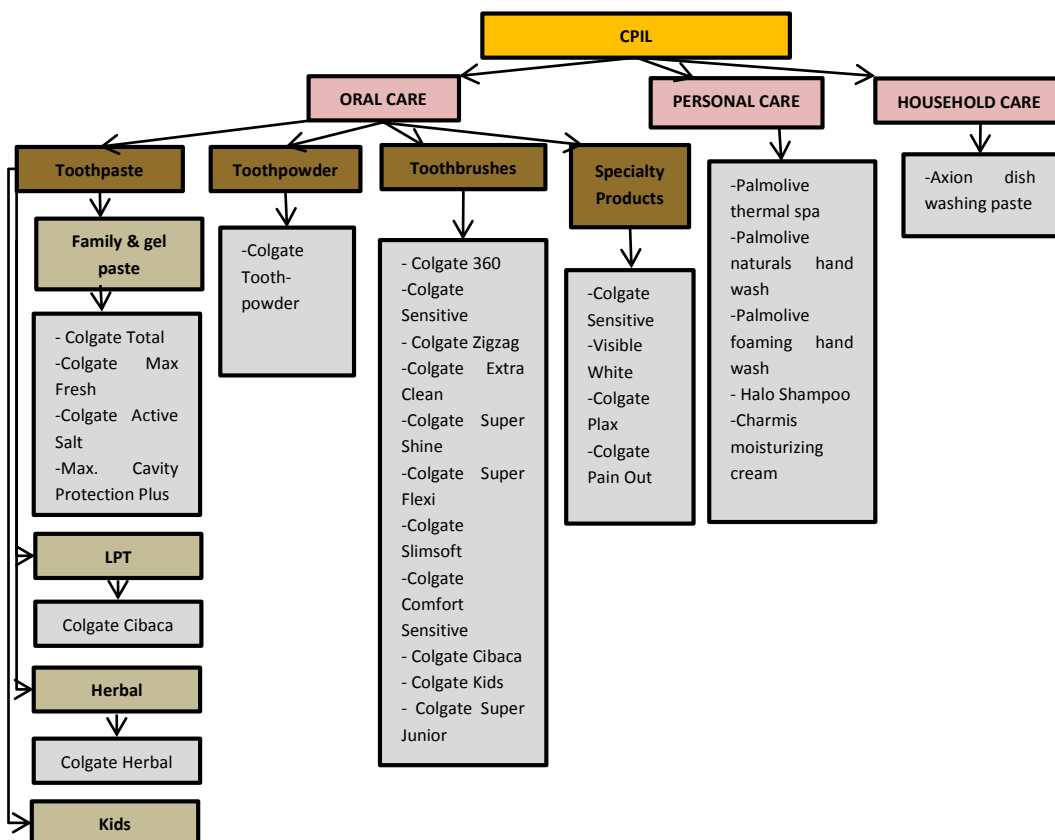 CPIL
ORAL CARE
PERSONAL CARE
HOUSEHOLD CARE
Toothpaste
Toothpowder
Toothbrushes
Specialty
Products
Family & gel
paste
- Colgate Total
-Colgate Max
Fresh
-Colgate Active
Salt
-Max. Cavity
Protection Plus
LPT
Colgate Cibaca
Herbal
Colgate Herbal
Kids
-Colgate
Tooth-
powder
- Colgate 360
-Colgate
Sensitive
- Colgate Zigzag
-Colgate Extra
Clean
-Colgate Super
Shine
-Colgate Super
Flexi
-Colgate
Slimsoft
-Colgate
Comfort
Sensitive
- Colgate Cibaca
- Colgate Kids
- Colgate Super
Junior
-Colgate
Sensitive
-Visible
White
-Colgate
Plax
-Colgate
Pain Out
-Palmolive
thermal spa
-Palmolive
naturals hand
wash
-Palmolive
foaming hand
wash
- Halo Shampoo
-Charmis
moisturizing
cream
-Axion dish
washing paste